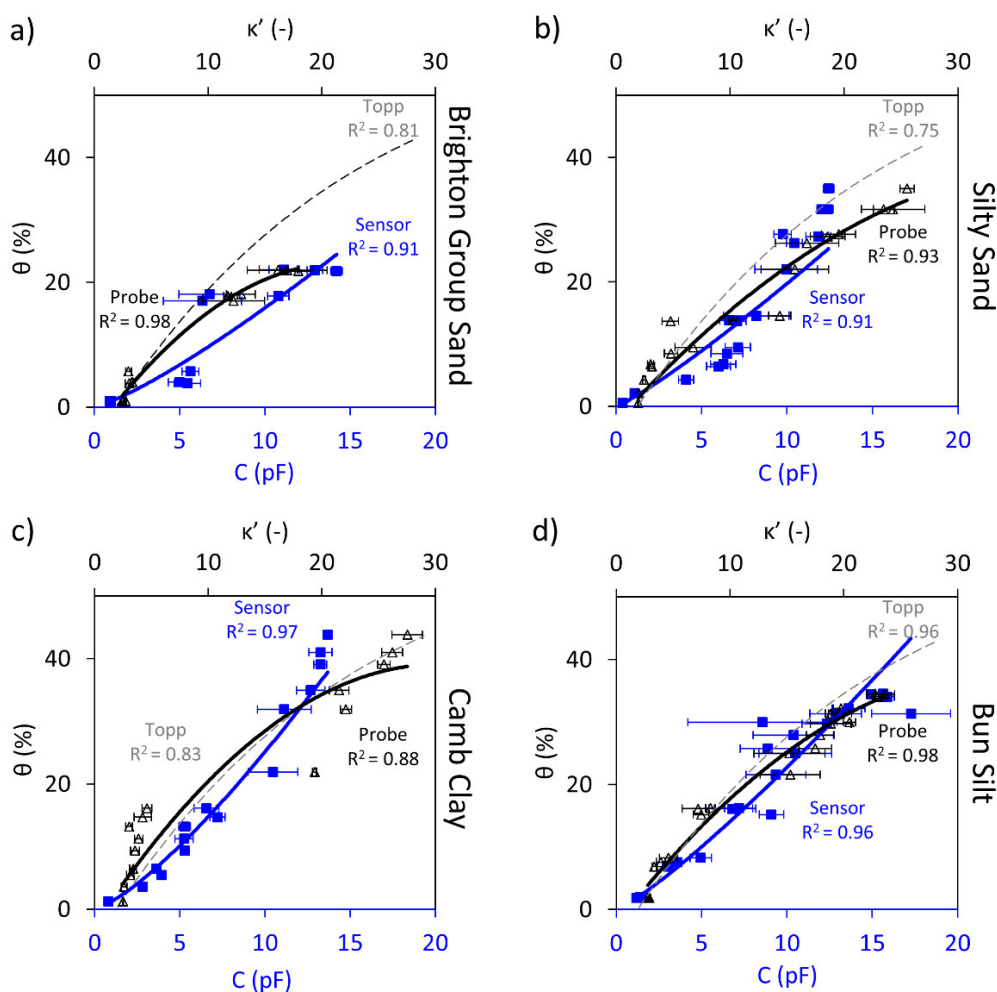 a)
κ' (-)
0 10 20 30
40
20
0
θ (%)
Topp
R² = 0.81
Sensor
R² = 0.91
Probe
R² = 0.98
0 5 10 15 20
C (pF)
Brighton Group Sand
b)
κ' (-)
0 10 20 30
40
20
0
θ (%)
Topp
R² = 0.75
Probe
R² = 0.93
Sensor
R² = 0.91
0 5 10 15 20
C (pF)
Silty Sand
c)
κ' (-)
0 10 20 30
40
20
0
θ (%)
Sensor
R² = 0.97
Topp
R² = 0.83
Probe
R² = 0.88
0 5 10 15 20
C (pF)
Camb Clay
d)
κ' (-)
0 10 20 30
40
20
0
θ (%)
Topp
R² = 0.96
Probe
R² = 0.98
Sensor
R² = 0.96
0 5 10 15 20
C (pF)
Bun Silt